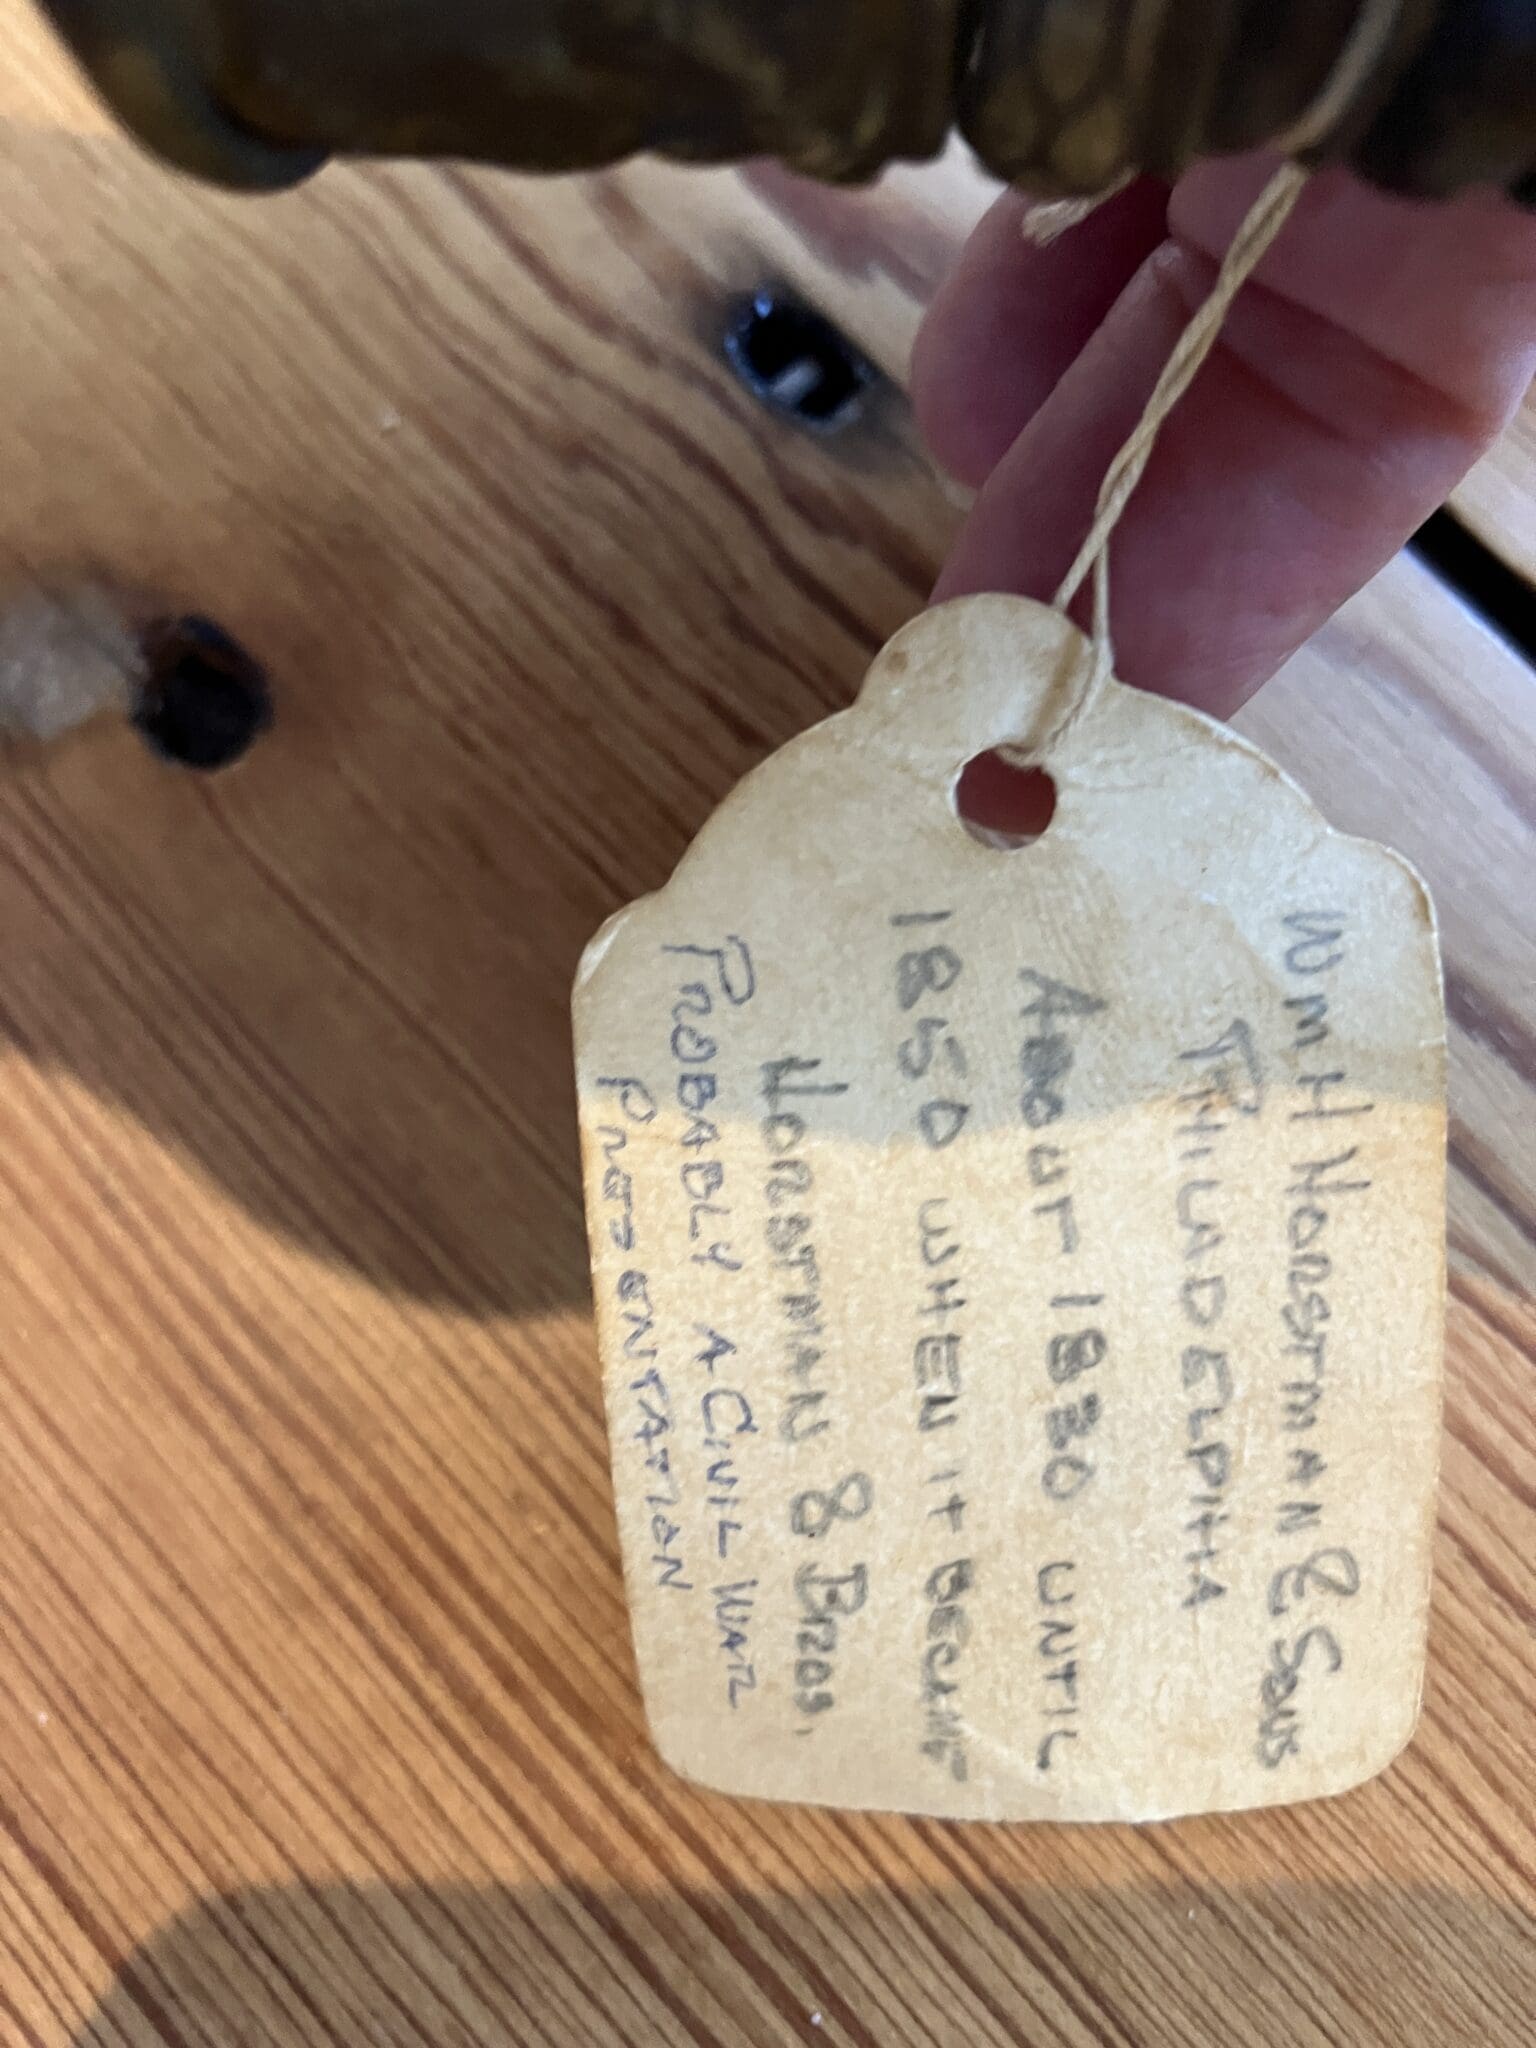 Wm H Horstman & Sons
Philadelphia
About 1830 until
1850 when it became
Horstman & Bros.
Probably a Civil War
Presentation